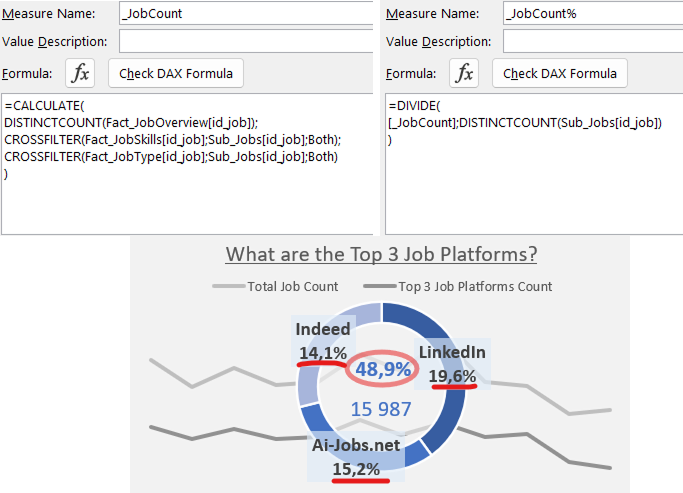 Measure Name:
_JobCount
Value Description:
Formula:
fx
Check DAX Formula
=CALCULATE(
DISTINCTCOUNT(Fact_JobOverview[id_job]);
CROSSFILTER(Fact_JobSkills[id_job];Sub_Jobs[id_job];Both);
CROSSFILTER(Fact_JobType[id_job];Sub_Jobs[id_job];Both)
)
Measure Name:
_JobCount%
Value Description:
Formula:
fx
Check DAX Formula
=DIVIDE(
[_JobCount];DISTINCTCOUNT(Sub_Jobs[id_job])
)
What are the Top 3 Job Platforms?
Total Job Count
Top 3 Job Platforms Count
Indeed
14,1%
LinkedIn
19,6%
48,9%
15 987
Ai-Jobs.net
15,2%